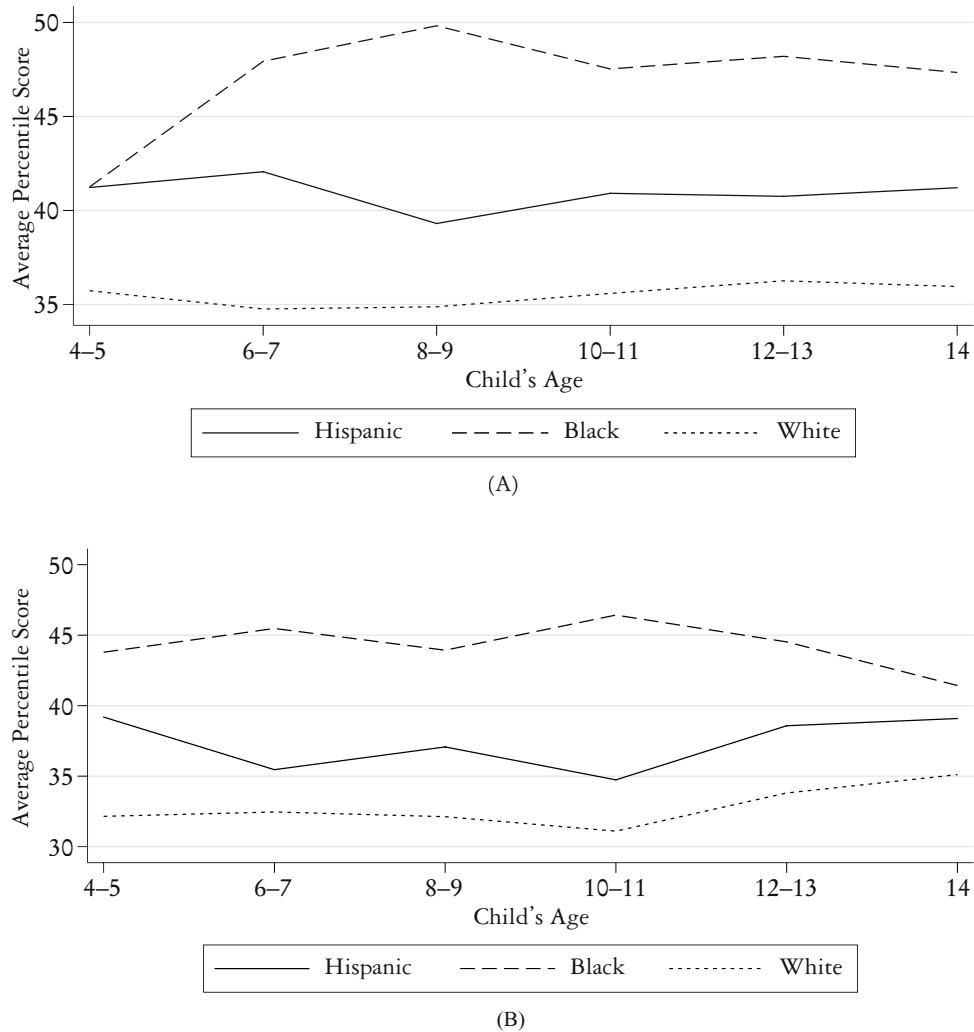 50
45
40
35
Average Percentile Score
4–5 6–7 8–9 10–11 12–13 14
Child's Age
Hispanic Black White
(A)
50
45
40
35
30
Average Percentile Score
4–5 6–7 8–9 10–11 12–13 14
Child's Age
Hispanic Black White
(B)